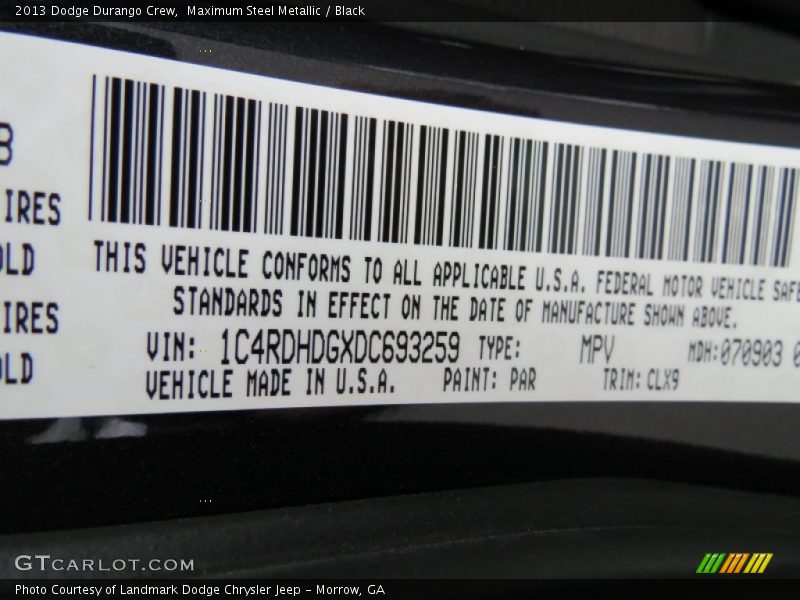 2013 Dodge Durango Crew, Maximum Steel Metallic / Black
IRES
OLD
IRES
OLD
THIS VEHICLE CONFORMS TO ALL APPLICABLE U.S.A. FEDERAL MOTOR VEHICLE SAFE
STANDARDS IN EFFECT ON THE DATE OF MANUFACTURE SHOWN ABOVE.
VIN: 1C4RDHDGXDC693259 TYPE: MPV MDH:070903 0
VEHICLE MADE IN U.S.A. PAINT: PAR TRIM: CLX9
GTCARLOT.COM
Photo Courtesy of Landmark Dodge Chrysler Jeep - Morrow, GA